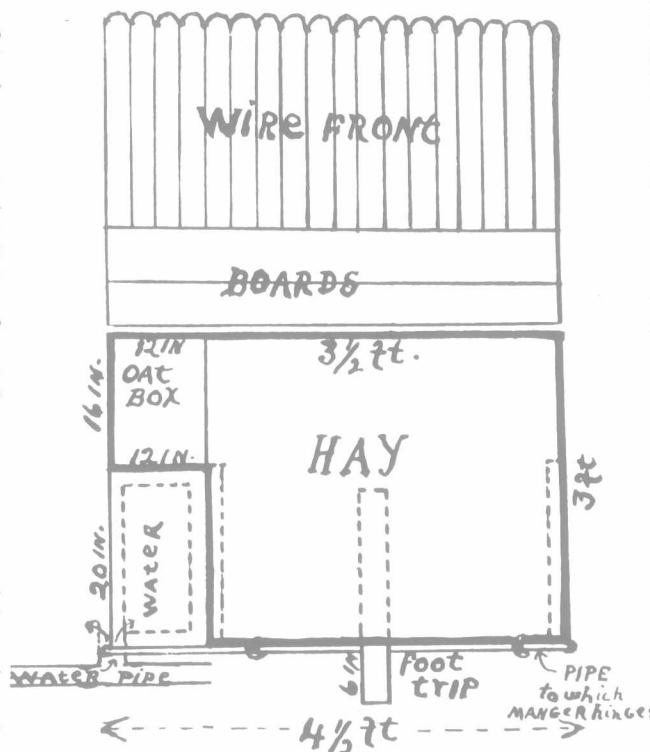 WIRE FRONT
BOARDS
12 IN
OAT
BOX
3½ ft.
16 IN.
12 IN.
HAY
3 ft
20 IN.
WATER
WATER PIPE
6 IN
FOOT
TRIP
PIPE
to which
MANGER hinges
4½ ft